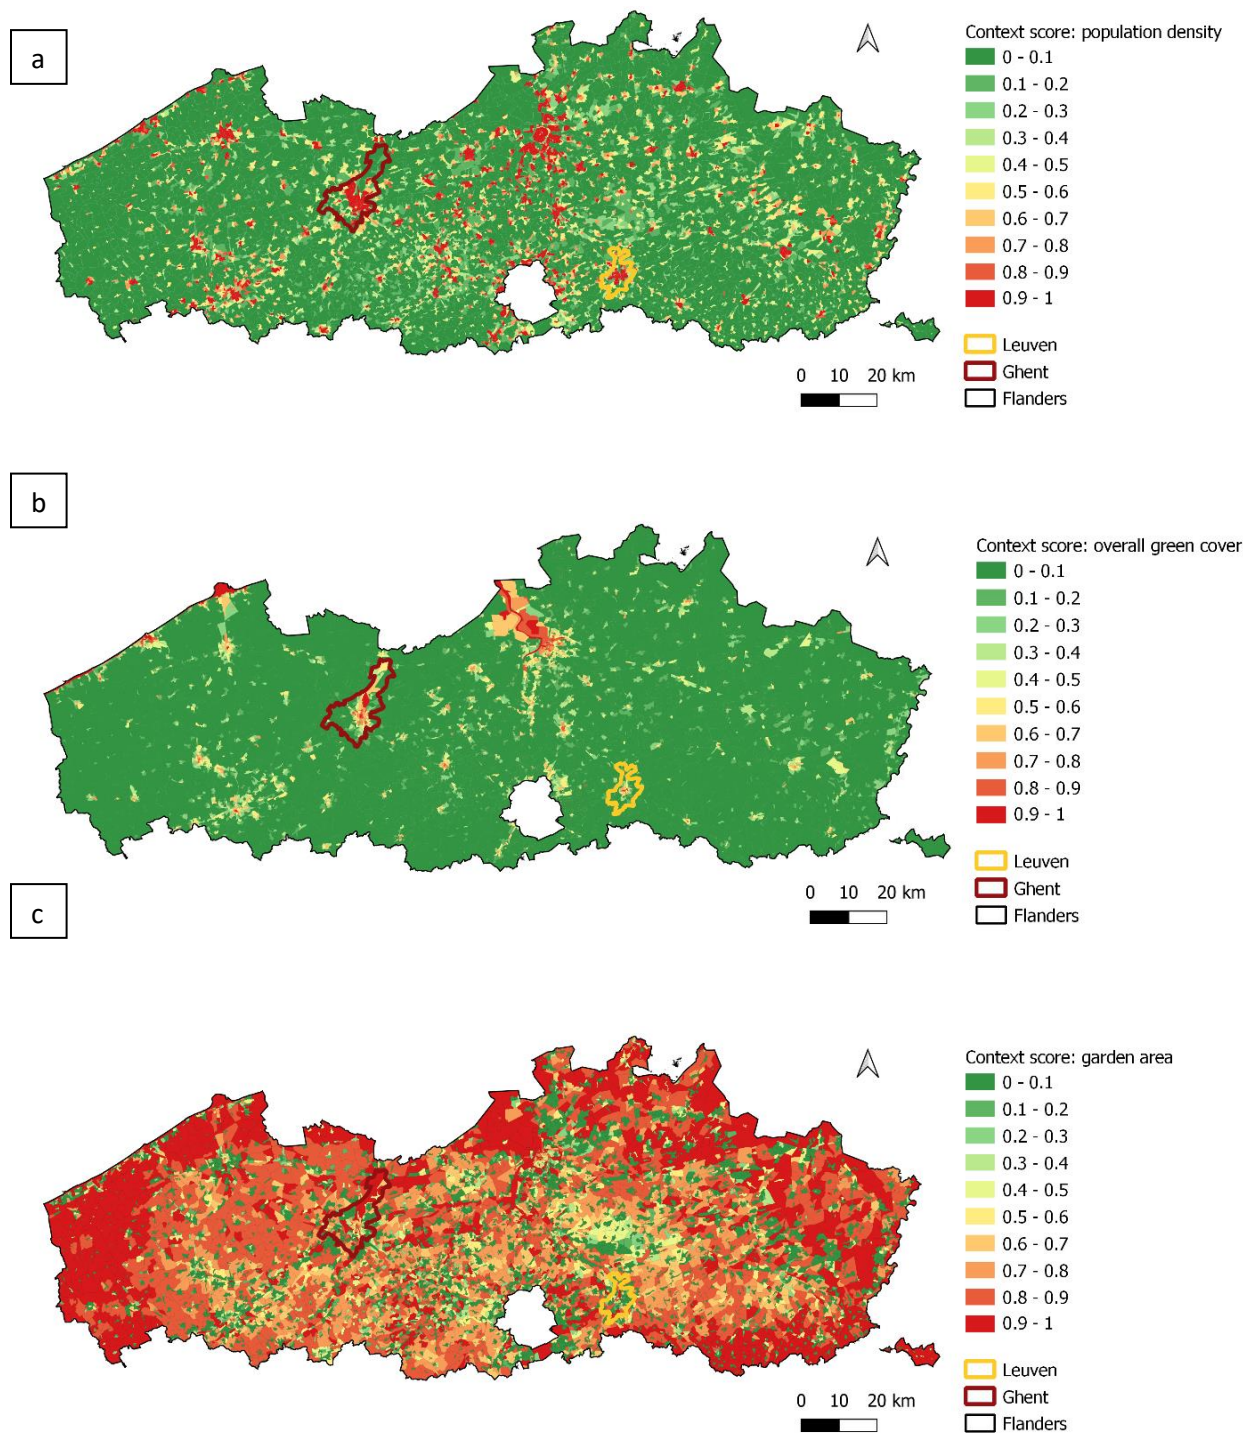 a
Context score: population density
0 - 0.1
0.1 - 0.2
0.2 - 0.3
0.3 - 0.4
0.4 - 0.5
0.5 - 0.6
0.6 - 0.7
0.7 - 0.8
0.8 - 0.9
0.9 - 1
Leuven
Ghent
Flanders
0 10 20 km
b
Context score: overall green cover
0 - 0.1
0.1 - 0.2
0.2 - 0.3
0.3 - 0.4
0.4 - 0.5
0.5 - 0.6
0.6 - 0.7
0.7 - 0.8
0.8 - 0.9
0.9 - 1
Leuven
Ghent
Flanders
0 10 20 km
c
Context score: garden area
0 - 0.1
0.1 - 0.2
0.2 - 0.3
0.3 - 0.4
0.4 - 0.5
0.5 - 0.6
0.6 - 0.7
0.7 - 0.8
0.8 - 0.9
0.9 - 1
Leuven
Ghent
Flanders
0 10 20 km